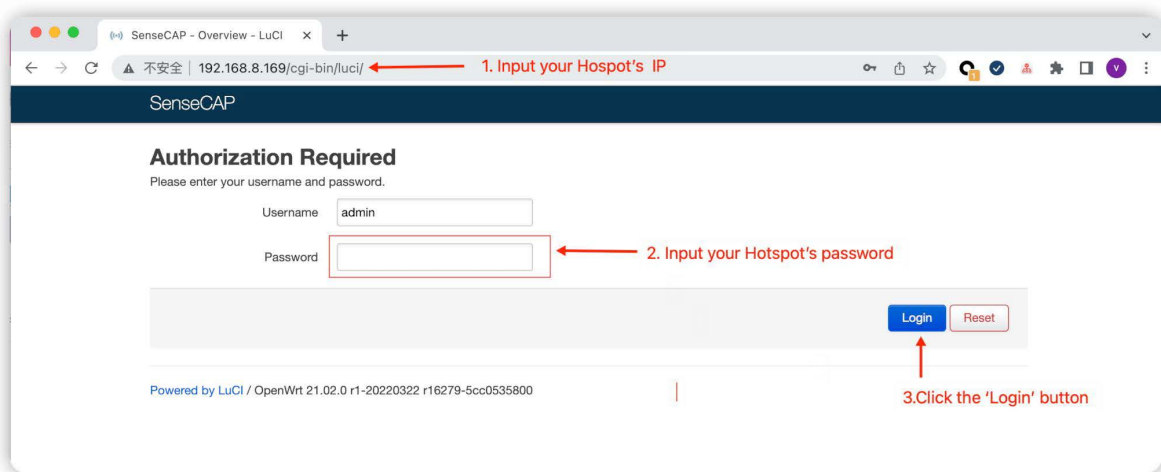 SenseCAP - Overview - LuCI
不安全 192.168.8.169/cgi-bin/luci/
1. Input your Hospot's IP
1
V
SenseCAP
Authorization Required
Please enter your username and password.
Username admin
Password
2. Input your Hotspot's password
Login Reset
Powered by LuCI / OpenWrt 21.02.0 r1-20220322 r16279-5cc0535800
3.Click the 'Login' button